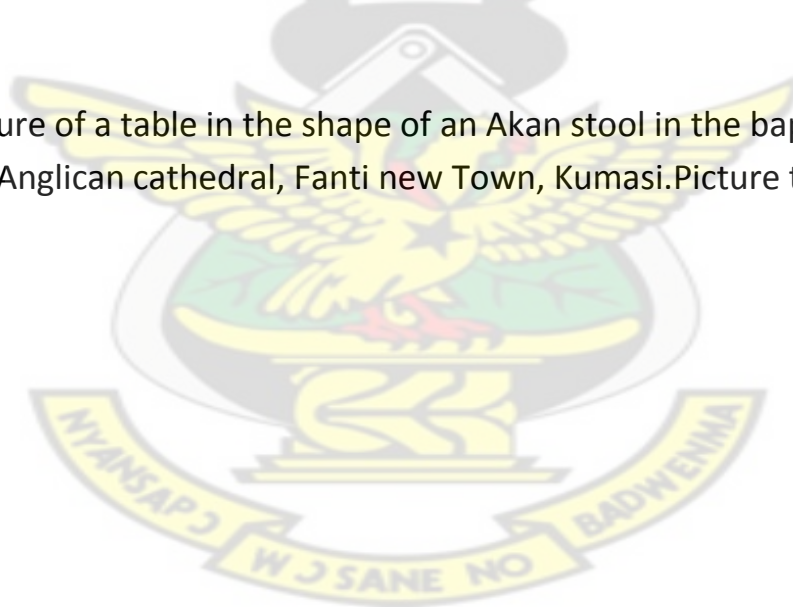 ure of a table in the shape of an Akan stool in the bap
Anglican cathedral, Fanti new Town, Kumasi.Picture t
NYANSAPƆ WƆSANE NO BADWENMA